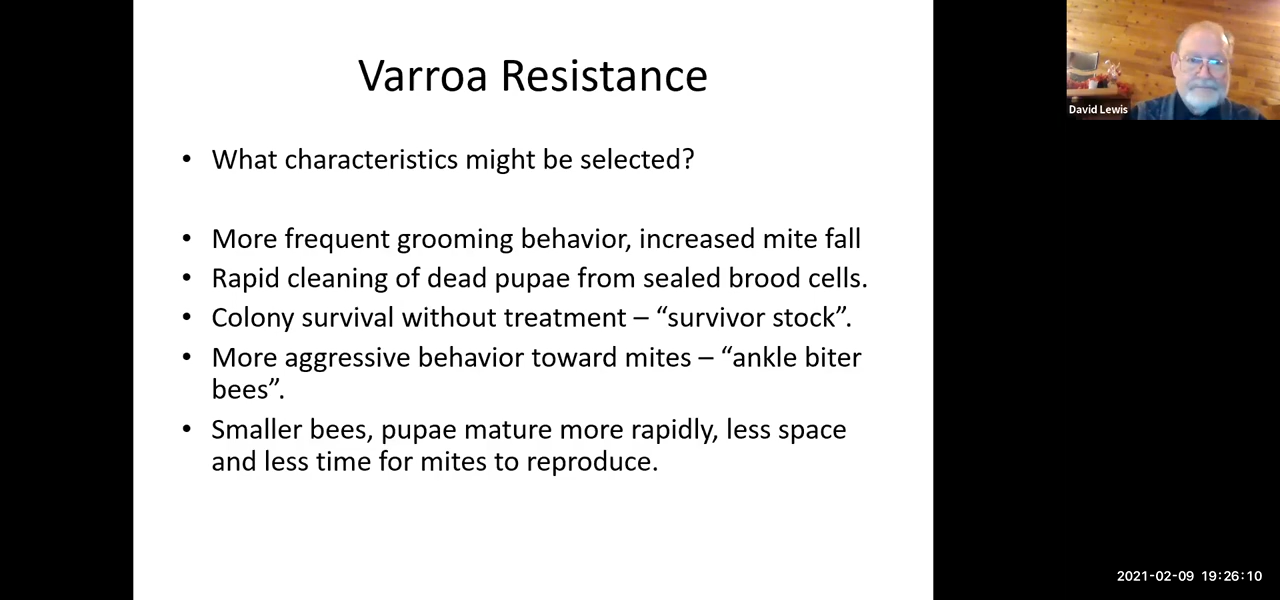 Varroa Resistance
• What characteristics might be selected?
• More frequent grooming behavior, increased mite fall
• Rapid cleaning of dead pupae from sealed brood cells.
• Colony survival without treatment – “survivor stock”.
• More aggressive behavior toward mites – “ankle biter
bees”.
• Smaller bees, pupae mature more rapidly, less space
and less time for mites to reproduce.
David Lewis
2021-02-09 19:26:10